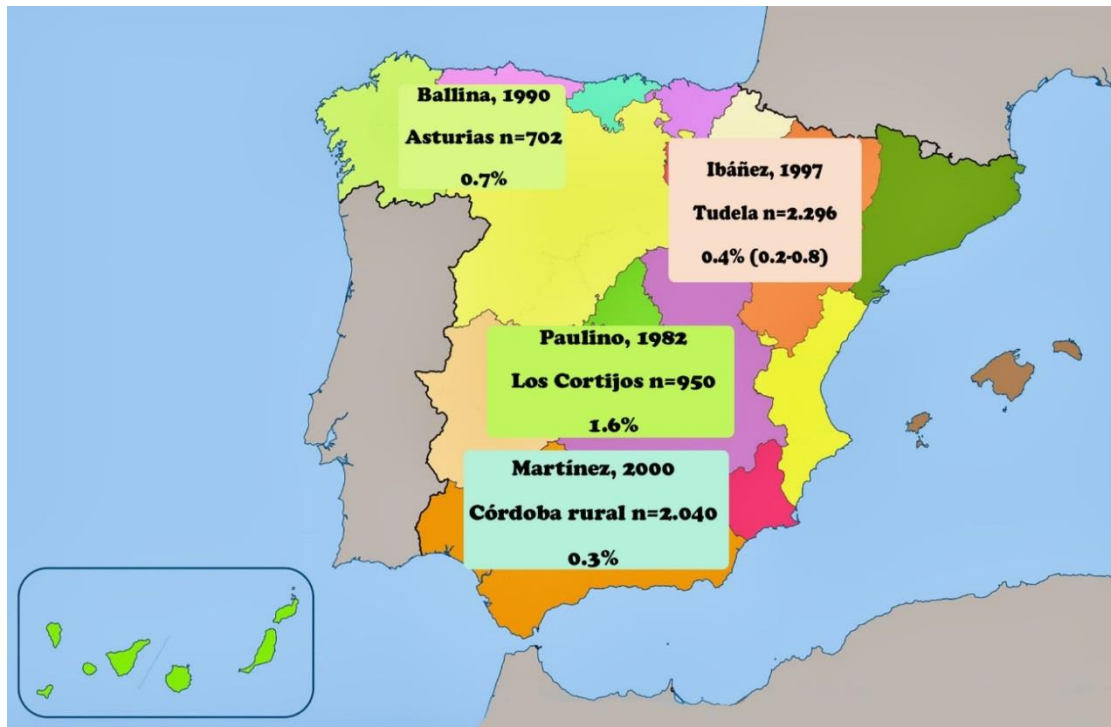 Ballina, 1990
Asturias n=702
0.7%
Ibáñez, 1997
Tudela n=2.296
0.4% (0.2-0.8)
Paulino, 1982
Los Cortijos n=950
1.6%
Martínez, 2000
Córdoba rural n=2.040
0.3%